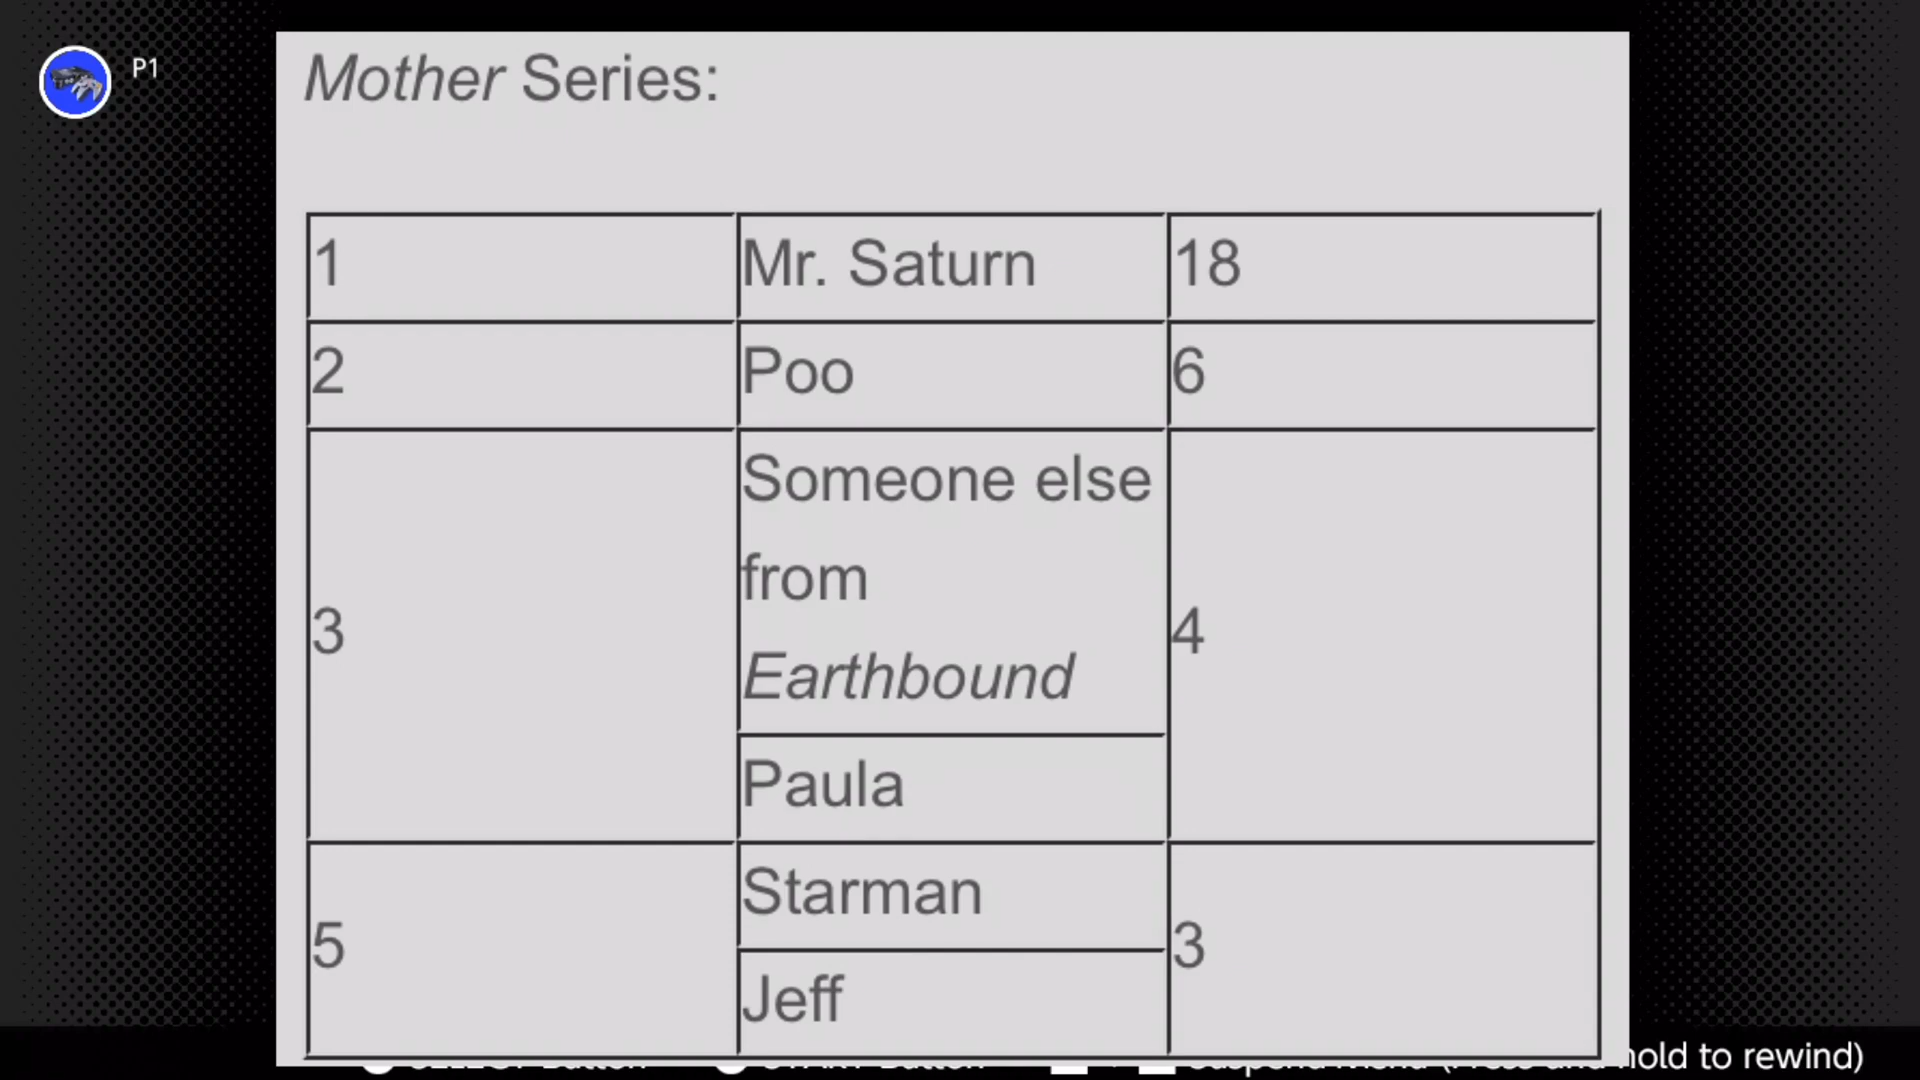 P1
Mother Series:
1 Mr. Saturn 18
2 Poo 6
3 Someone else from Earthbound 4
Paula
5 Starman 3
Jeff
hold to rewind)